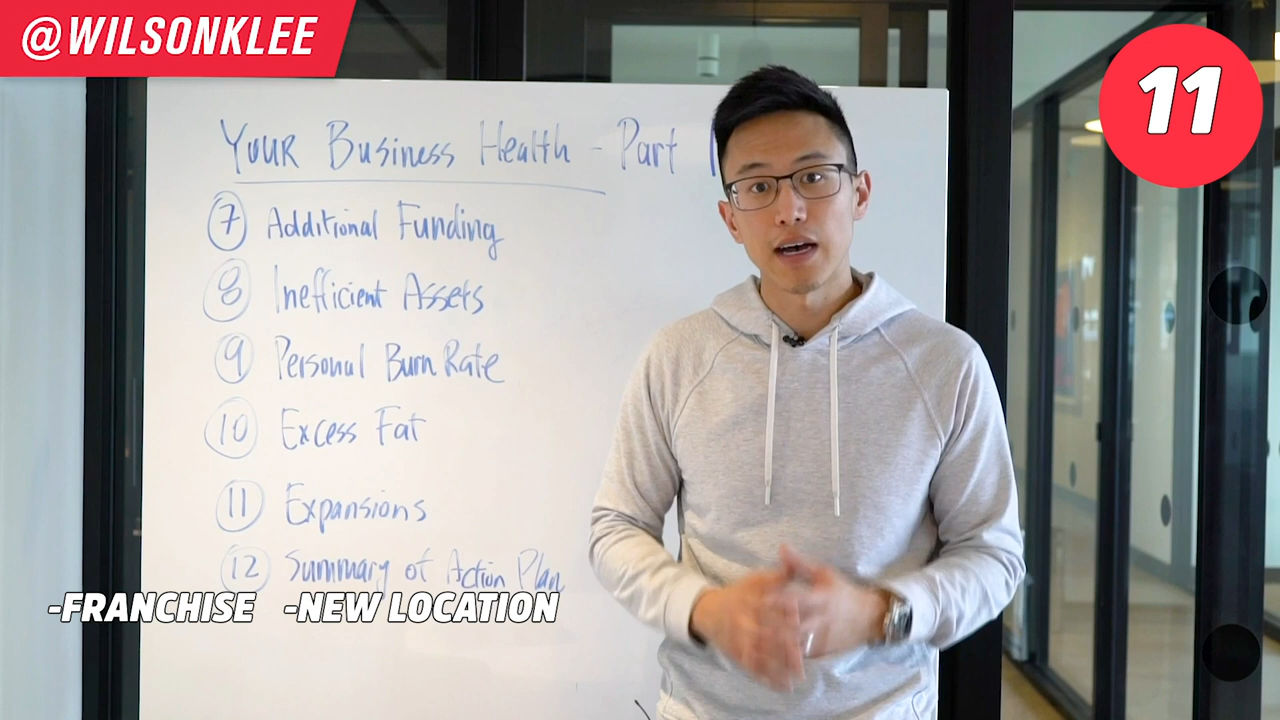 @WILSONKLEE
11
YOUR Business Health - Part
7 Additional Funding
8 Inefficient Assets
9 Personal Burn Rate
10 Excess Fat
11 Expansions
12 Summary of Action Plan
-FRANCHISE -NEW LOCATION